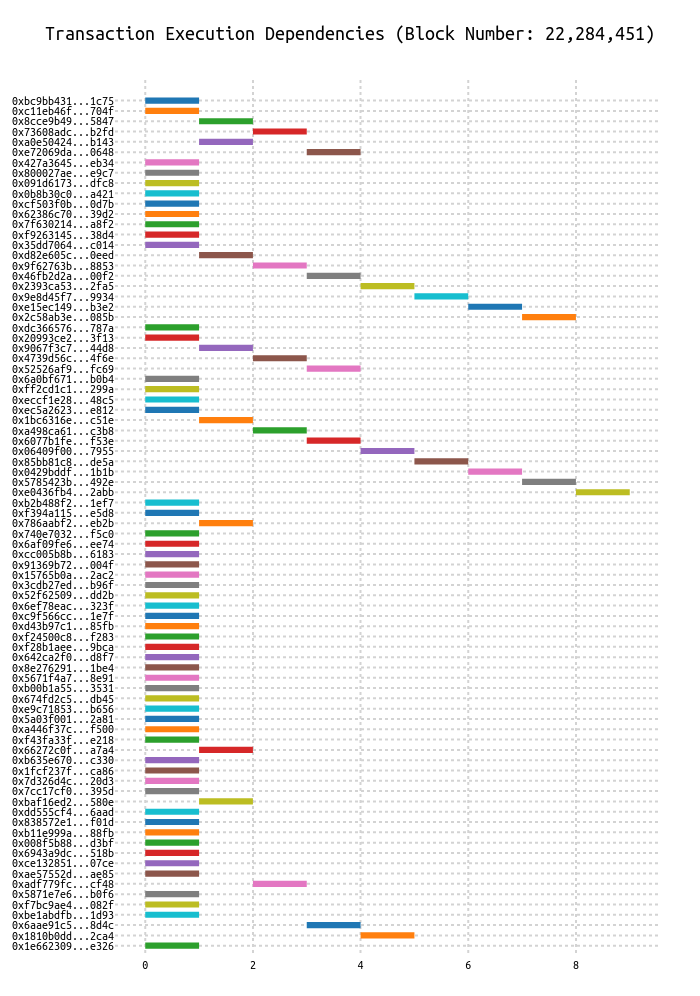 Transaction Execution Dependencies (Block Number: 22,284,451)
0xbc9bb431...1c75
0xc11eb46f...704f
0x8cce9b49...5847
0x73608adc...b2fd
0xa0e50424...b143
0xe72069da...0648
0x427a3645...eb34
0x800027ae...e9c7
0x091d6173...dfc8
0x0b8b30c0...a421
0xcf503f0b...0d7b
0x62386c70...39d2
0x7f630214...a8f2
0xf9263145...38d4
0x35dd7064...c014
0xd82e605c...0eed
0x9f62763b...8853
0x46fb2d2a...00f2
0x2393ca53...2fa5
0x9e8d45f7...9934
0xe15ec149...b3e2
0x2c58ab3e...085b
0xdc366576...787a
0x20993ce2...3f13
0x9067f3c7...44d8
0x4739d56c...4f6e
0x52526af9...fc69
0x6a0bf671...b0b4
0xff2cd1c1...299a
0xeccf1e28...48c5
0xec5a2623...e812
0x1bc6316e...c51e
0xa498ca61...c3b8
0x6077b1fe...f53e
0x06409f00...7955
0x85bb81c8...de5a
0x0429bddf...1b1b
0x5785423b...492e
0xe0436fb4...2abb
0xb2b488f2...1ef7
0xf394a115...e5d8
0x786aabf2...eb2b
0x740e7032...f5c0
0x6af09fe6...ee74
0xcc005b8b...6183
0x91369b72...004f
0x15765b0a...2ac2
0x3cdb27ed...b96f
0x52f62509...dd2b
0x6ef78eac...323f
0xc9f566cc...1e7f
0xd43b97c1...85fb
0xf24500c8...f283
0xf28b1aee...9bca
0x642ca2f0...d8f7
0x8e276291...1be4
0x5671f4a7...8e91
0xb00b1a55...3531
0x674fd2c5...db45
0xe9c71853...b656
0x5a03f001...2a81
0xa446f37c...f500
0xf43fa33f...e218
0x66272c0f...a7a4
0xb635e670...c330
0x1fcf237f...ca86
0x7d326d4c...20d3
0x7cc17cf0...395d
0xbaf16ed2...580e
0xdd555cf4...6aad
0x838572e1...f01d
0xb11e999a...88fb
0x008f5b88...d3bf
0x6943a9dc...518b
0xce132851...07ce
0xae57552d...ae85
0xadf779fc...cf48
0x5871e7e6...b0f6
0xf7bc9ae4...082f
0xbe1abdfb...1d93
0x6aae91c5...8d4c
0x1810b0dd...2ca4
0x1e662309...e326
0 2 4 6 8